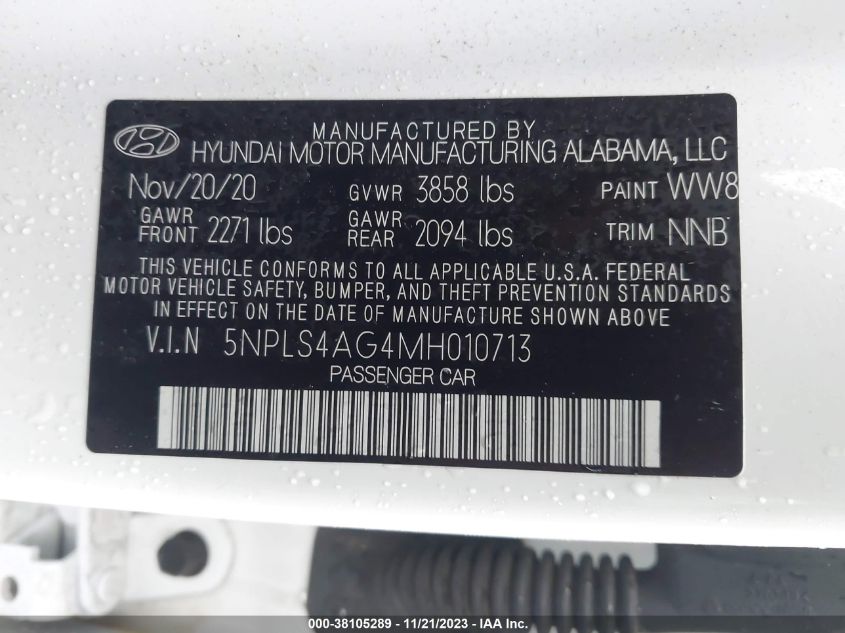 MANUFACTURED BY
HYUNDAI MOTOR MANUFACTURING ALABAMA, LLC
Nov/20/20 GVWR 3858 lbs PAINT WW8
GAWR FRONT 2271 lbs GAWR REAR 2094 lbs TRIM NNB
THIS VEHICLE CONFORMS TO ALL APPLICABLE U.S.A. FEDERAL
MOTOR VEHICLE SAFETY, BUMPER, AND THEFT PREVENTION STANDARDS
IN EFFECT ON THE DATE OF MANUFACTURE SHOWN ABOVE
V.I.N 5NPLS4AG4MH010713
PASSENGER CAR
000-38105289 - 11/21/2023 - IAA Inc.